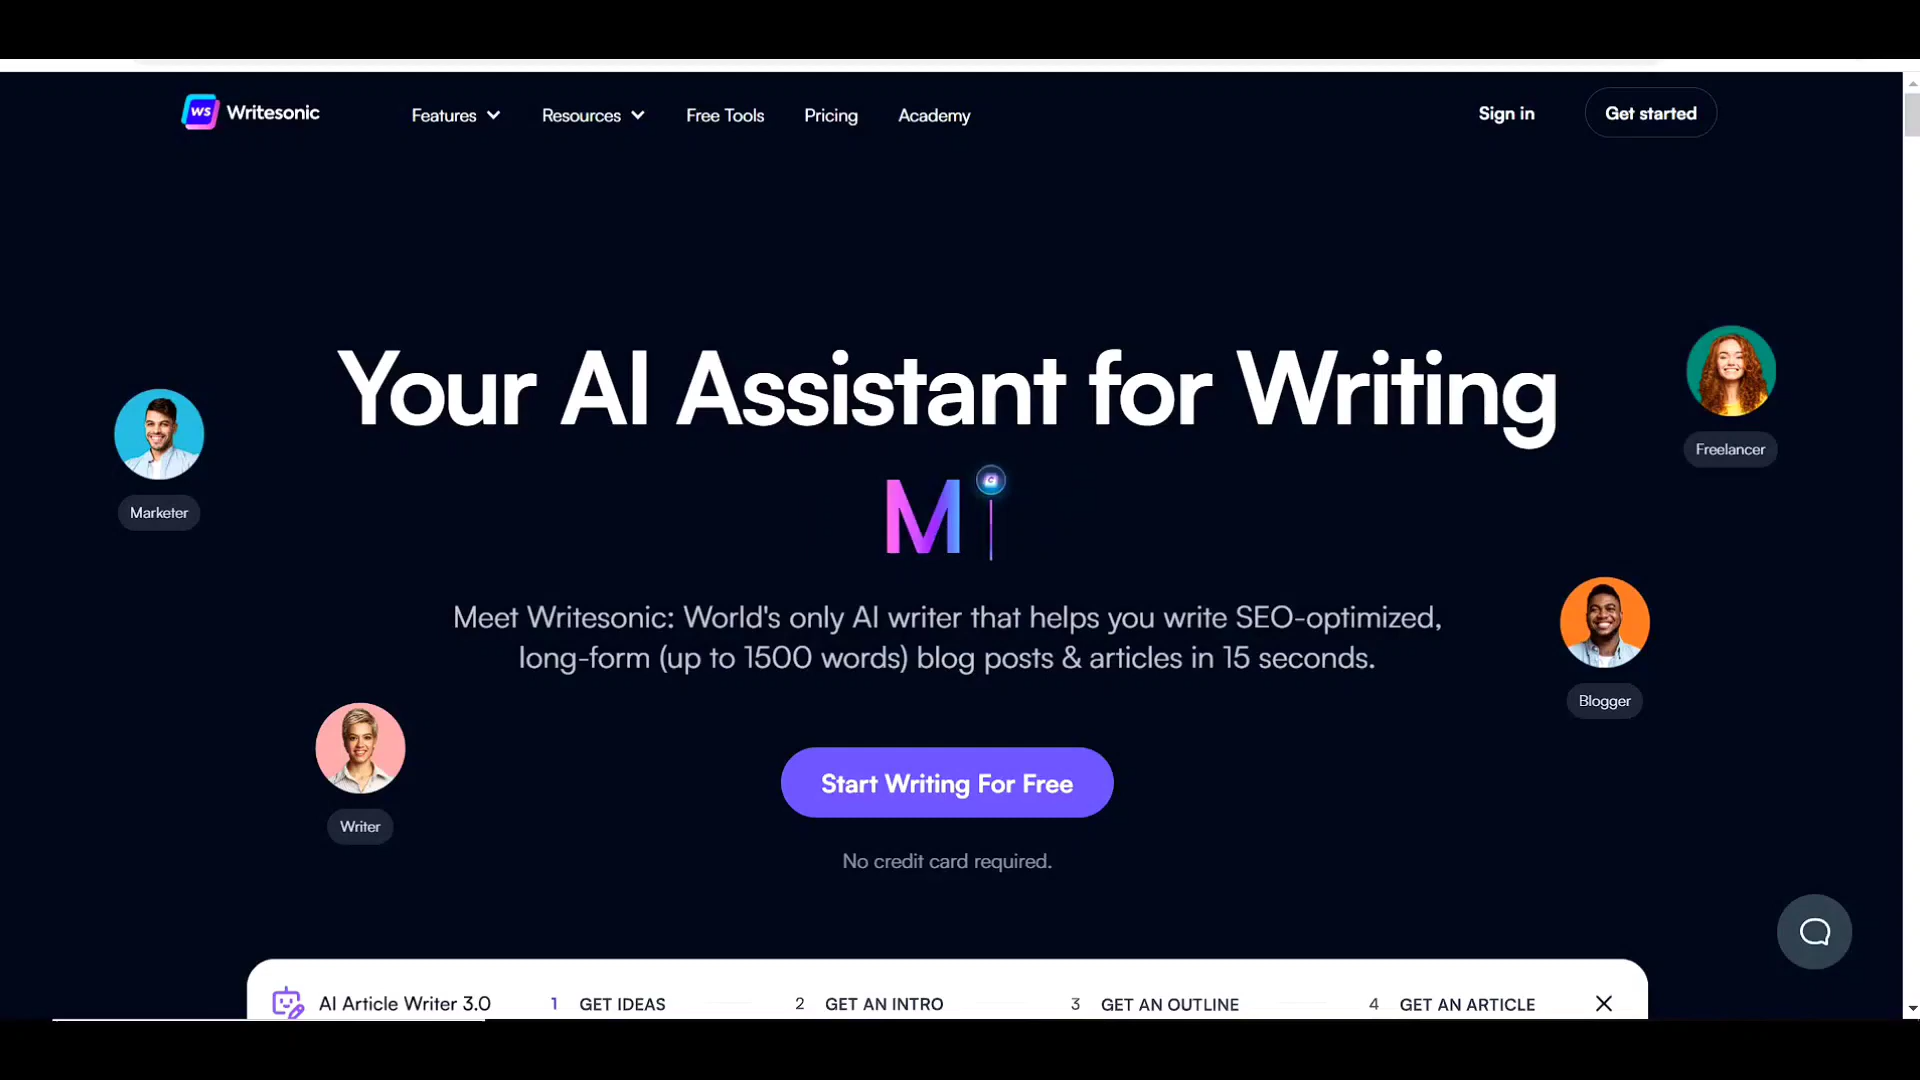 WS Writesonic Features Resources Free Tools Pricing Academy Sign in Get started
Your AI Assistant for Writing
M
Meet Writesonic: World's only AI writer that helps you write SEO-optimized,
long-form (up to 1500 words) blog posts & articles in 15 seconds.
Marketer
Freelancer
Blogger
Writer
Start Writing For Free
No credit card required.
AI Article Writer 3.0 1 GET IDEAS 2 GET AN INTRO 3 GET AN OUTLINE 4 GET AN ARTICLE